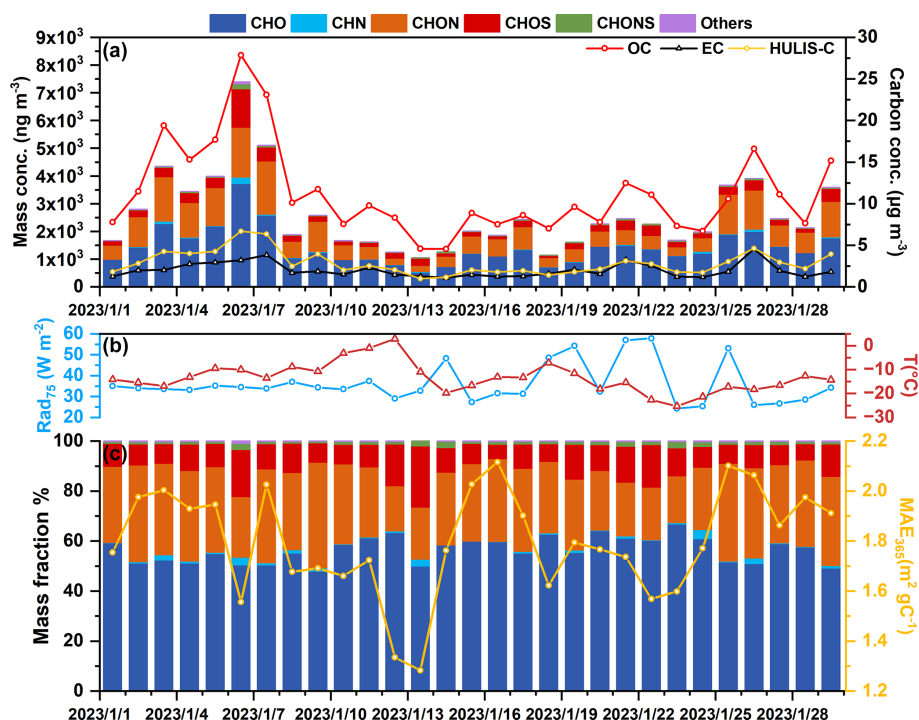 CHO CHN CHON CHOS CHONS Others
(a)
OC EC HULIS-C
Mass conc. (ng m⁻³)
9x10³
8x10³
7x10³
6x10³
5x10³
4x10³
3x10³
2x10³
1x10³
0
Carbon conc. (μg m⁻³)
30
25
20
15
10
5
0
2023/1/1 2023/1/4 2023/1/7 2023/1/10 2023/1/13 2023/1/16 2023/1/19 2023/1/22 2023/1/25 2023/1/28
(b)
Rad₇₅ (W m⁻²)
60
50
40
30
20
T(°C)
0
−10
−20
−30
(c)
Mass fraction %
100
80
60
40
20
0
MAE₃₆₅(m² gC⁻¹)
2.2
2.0
1.8
1.6
1.4
1.2
2023/1/1 2023/1/4 2023/1/7 2023/1/10 2023/1/13 2023/1/16 2023/1/19 2023/1/22 2023/1/25 2023/1/28